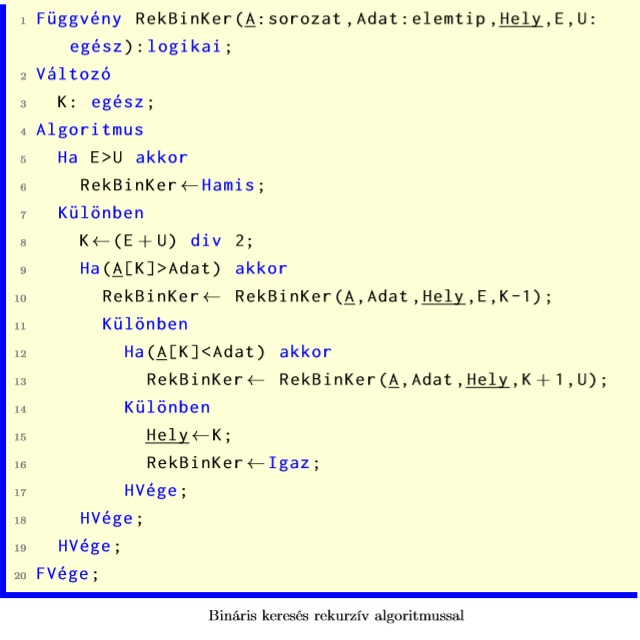 1 Függvény RekBinKer(A:sorozat,Adat:elemtip,Hely,E,U:
egész):logikai;
2 Változó
3 K: egész;
4 Algoritmus
5 Ha E>U akkor
6 RekBinKer←Hamis;
7 Különben
8 K←(E+U) div 2;
9 Ha(A[K]>Adat) akkor
10 RekBinKer← RekBinKer(A,Adat,Hely,E,K-1);
11 Különben
12 Ha(A[K]<Adat) akkor
13 RekBinKer← RekBinKer(A,Adat,Hely,K+1,U);
14 Különben
15 Hely←K;
16 RekBinKer←Igaz;
17 HVége;
18 HVége;
19 HVége;
20 FVége;
Bináris keresés rekurzív algoritmussal